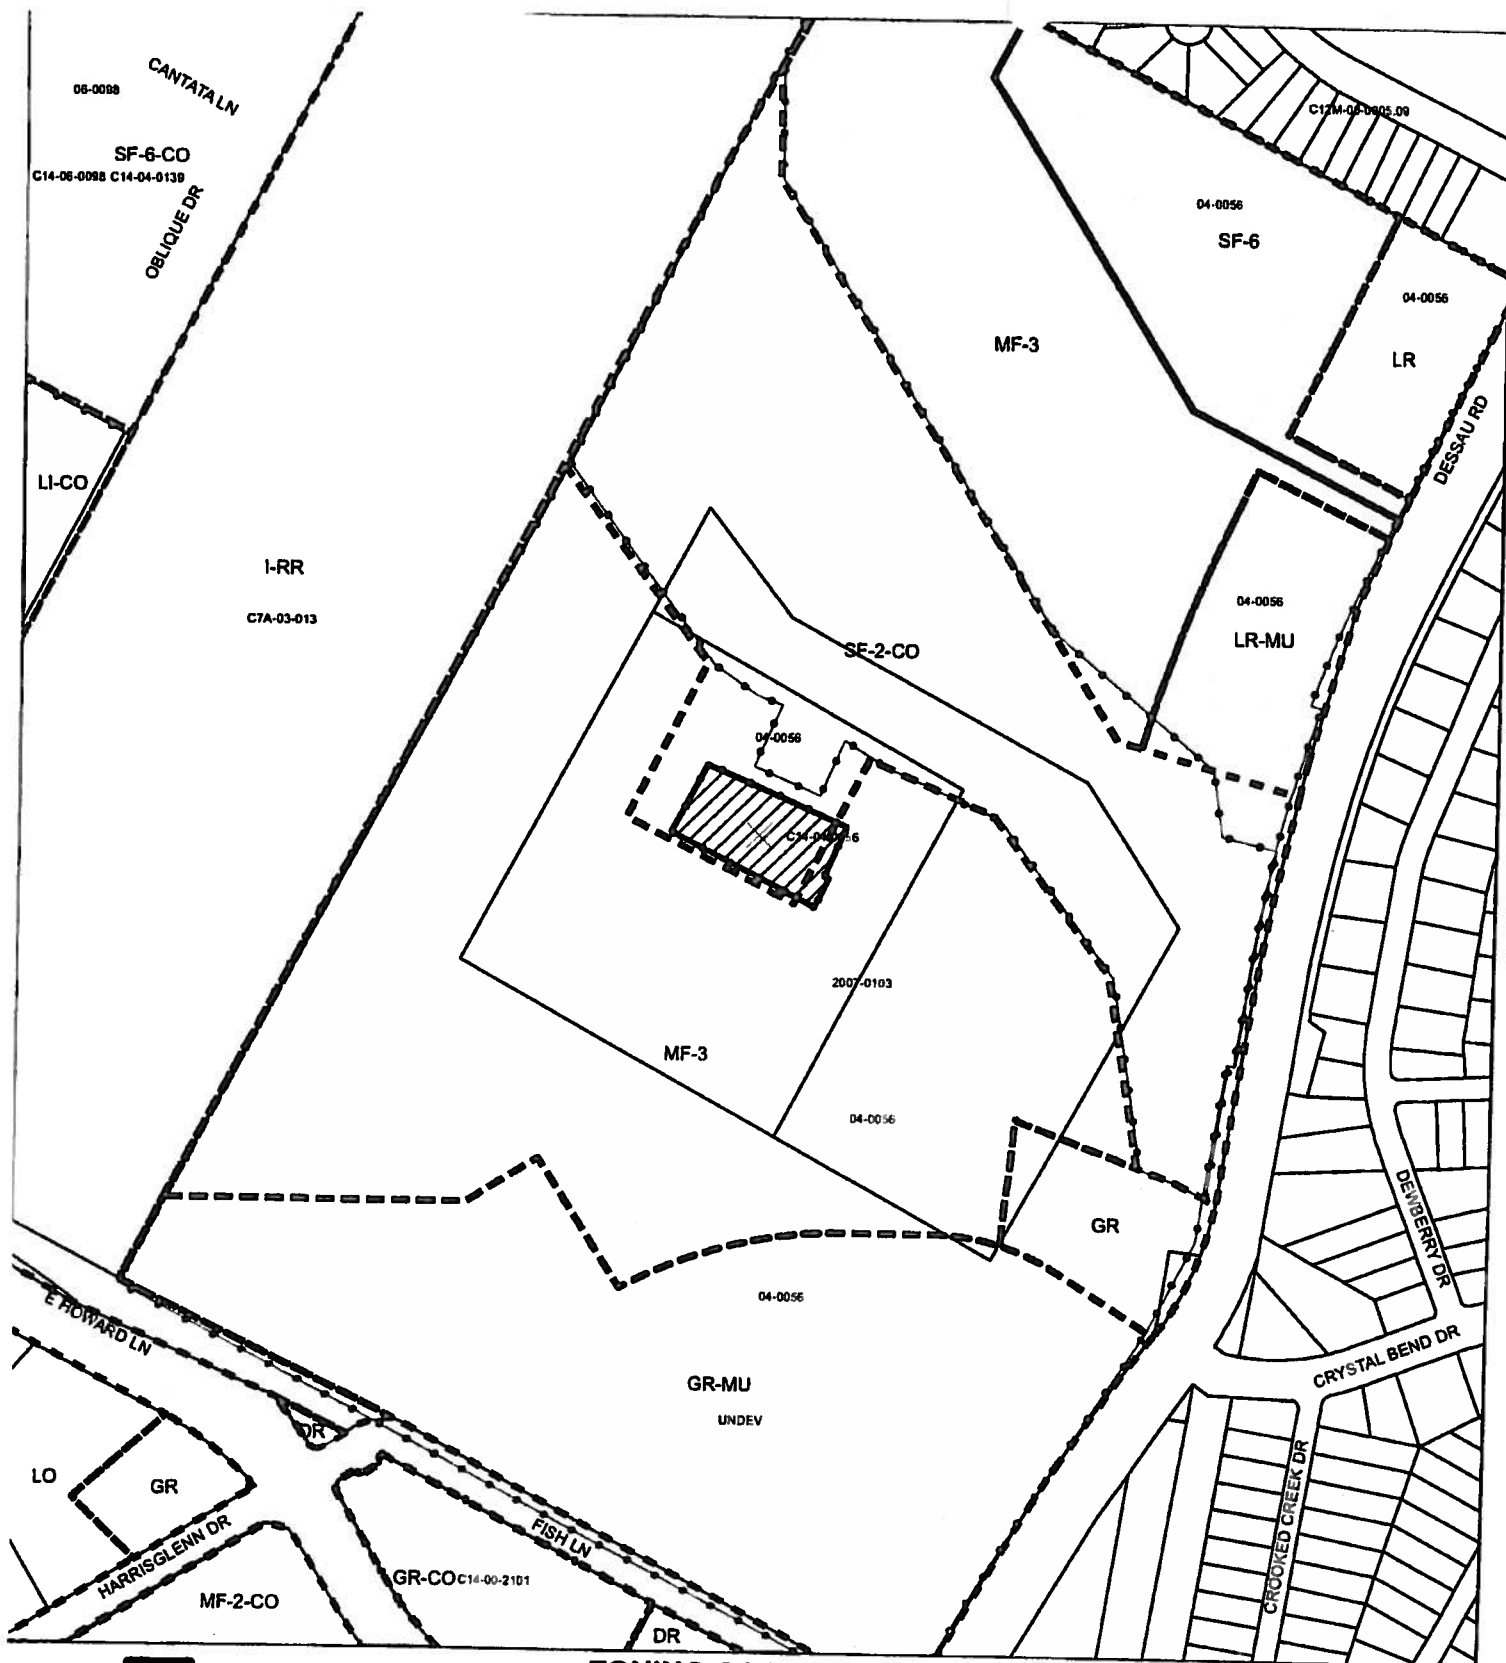 06-0098
CANTATA LN
SF-6-CO
C14-06-0098 C14-04-0139
OBLIQUE DR
04-0056
SF-6
04-0056
LR
MF-3
DESSAU RD
LI-CO
I-RR
C7A-03-013
04-0056
LR-MU
SF-2-CO
04-0056
2007-0103
MF-3
04-0056
GR
DEWBERRY DR
E HOWARD LN
04-0056
GR-MU
UNDEV
CRYSTAL BEND DR
DR
LO
GR
HARRISGLENN DR
FISH LN
CROOKED CREEK DR
GR-CO C14-00-2101
MF-2-CO
DR